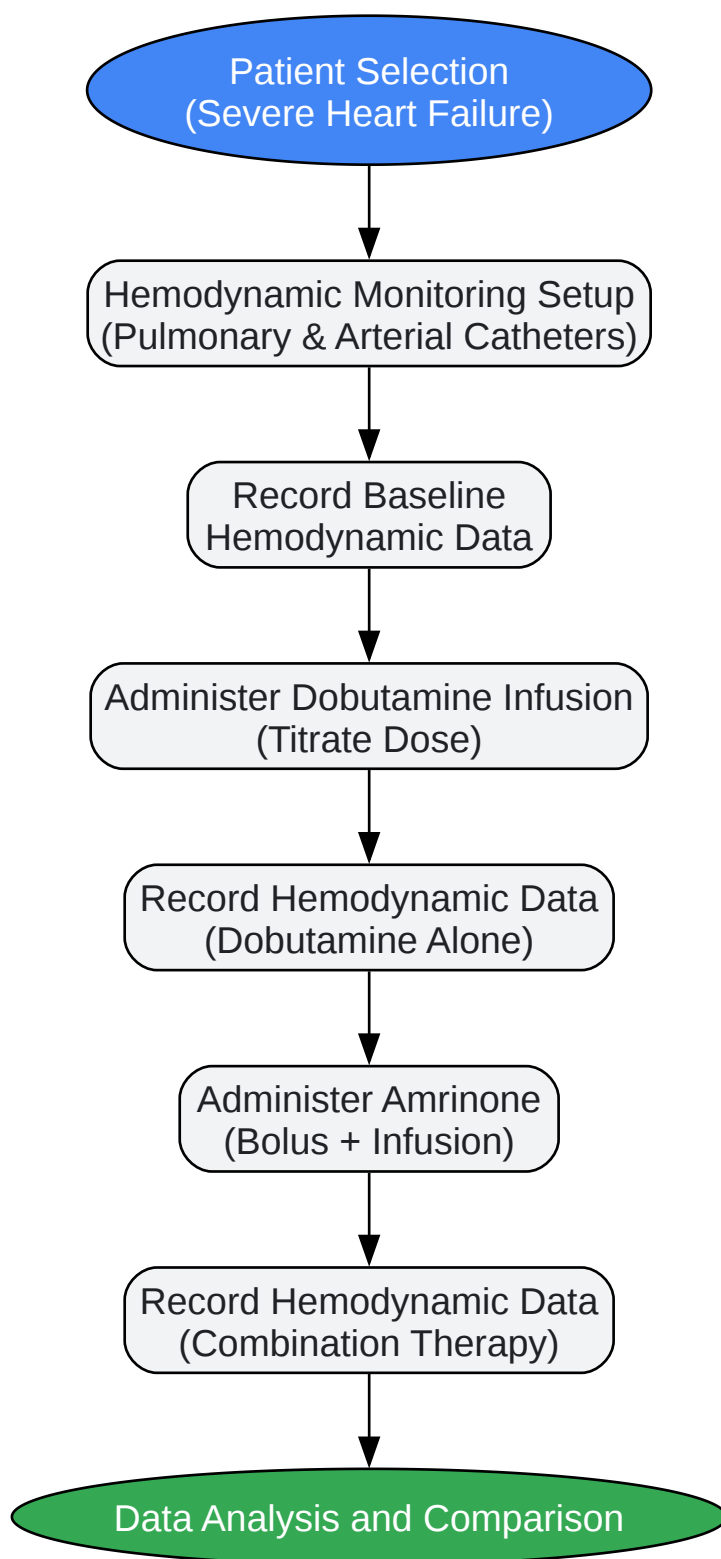 Patient Selection
(Severe Heart Failure)
Hemodynamic Monitoring Setup
(Pulmonary & Arterial Catheters)
Record Baseline
Hemodynamic Data
Administer Dobutamine Infusion
(Titrate Dose)
Record Hemodynamic Data
(Dobutamine Alone)
Administer Amrinone
(Bolus + Infusion)
Record Hemodynamic Data
(Combination Therapy)
Data Analysis and Comparison